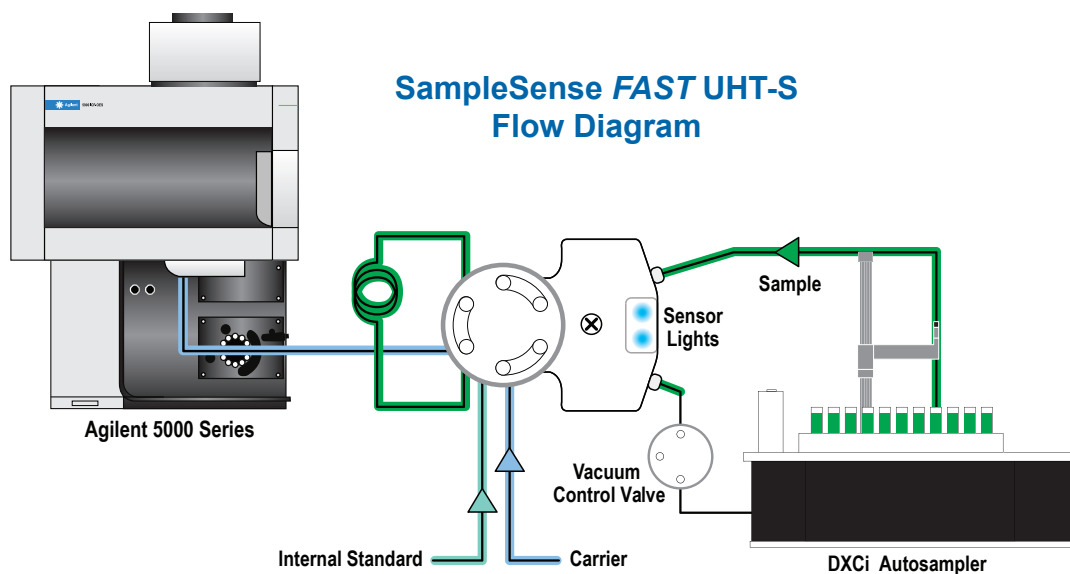 SampleSense FAST UHT-S
Flow Diagram
Agilent
Sample
Sensor
Lights
Agilent 5000 Series
Vacuum
Control Valve
Internal Standard
Carrier
DXCi Autosampler